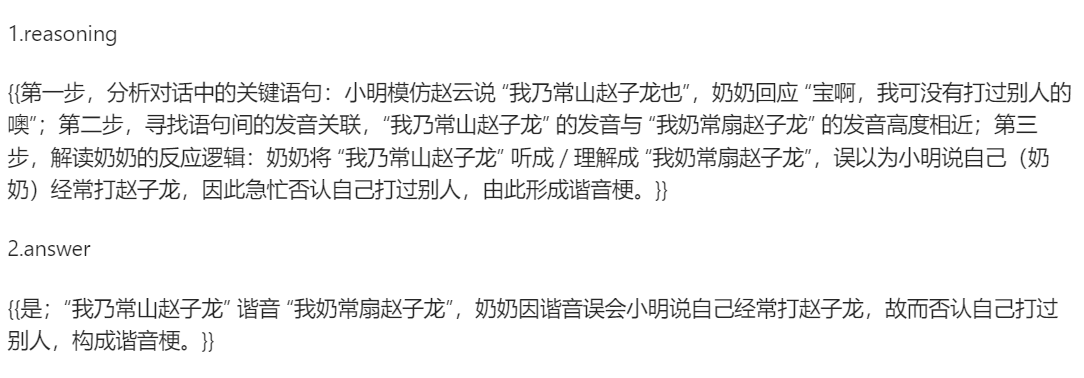 1.reasoning
{{第一步，分析对话中的关键语句：小明模仿赵云说 “我乃常山赵子龙也”，奶奶回应 “宝啊，我可没有打过别人的
噢”；第二步，寻找语句间的发音关联，“我乃常山赵子龙” 的发音与 “我奶常扇赵子龙” 的发音高度相近；第三
步，解读奶奶的反应逻辑：奶奶将 “我乃常山赵子龙” 听成 / 理解成 “我奶常扇赵子龙”，误以为小明说自己（奶
奶）经常打赵子龙，因此急忙否认自己打过别人，由此形成谐音梗。}}
2.answer
{{是；“我乃常山赵子龙” 谐音 “我奶常扇赵子龙”，奶奶因谐音误会小明说自己经常打赵子龙，故而否认自己打过
别人，构成谐音梗。}}